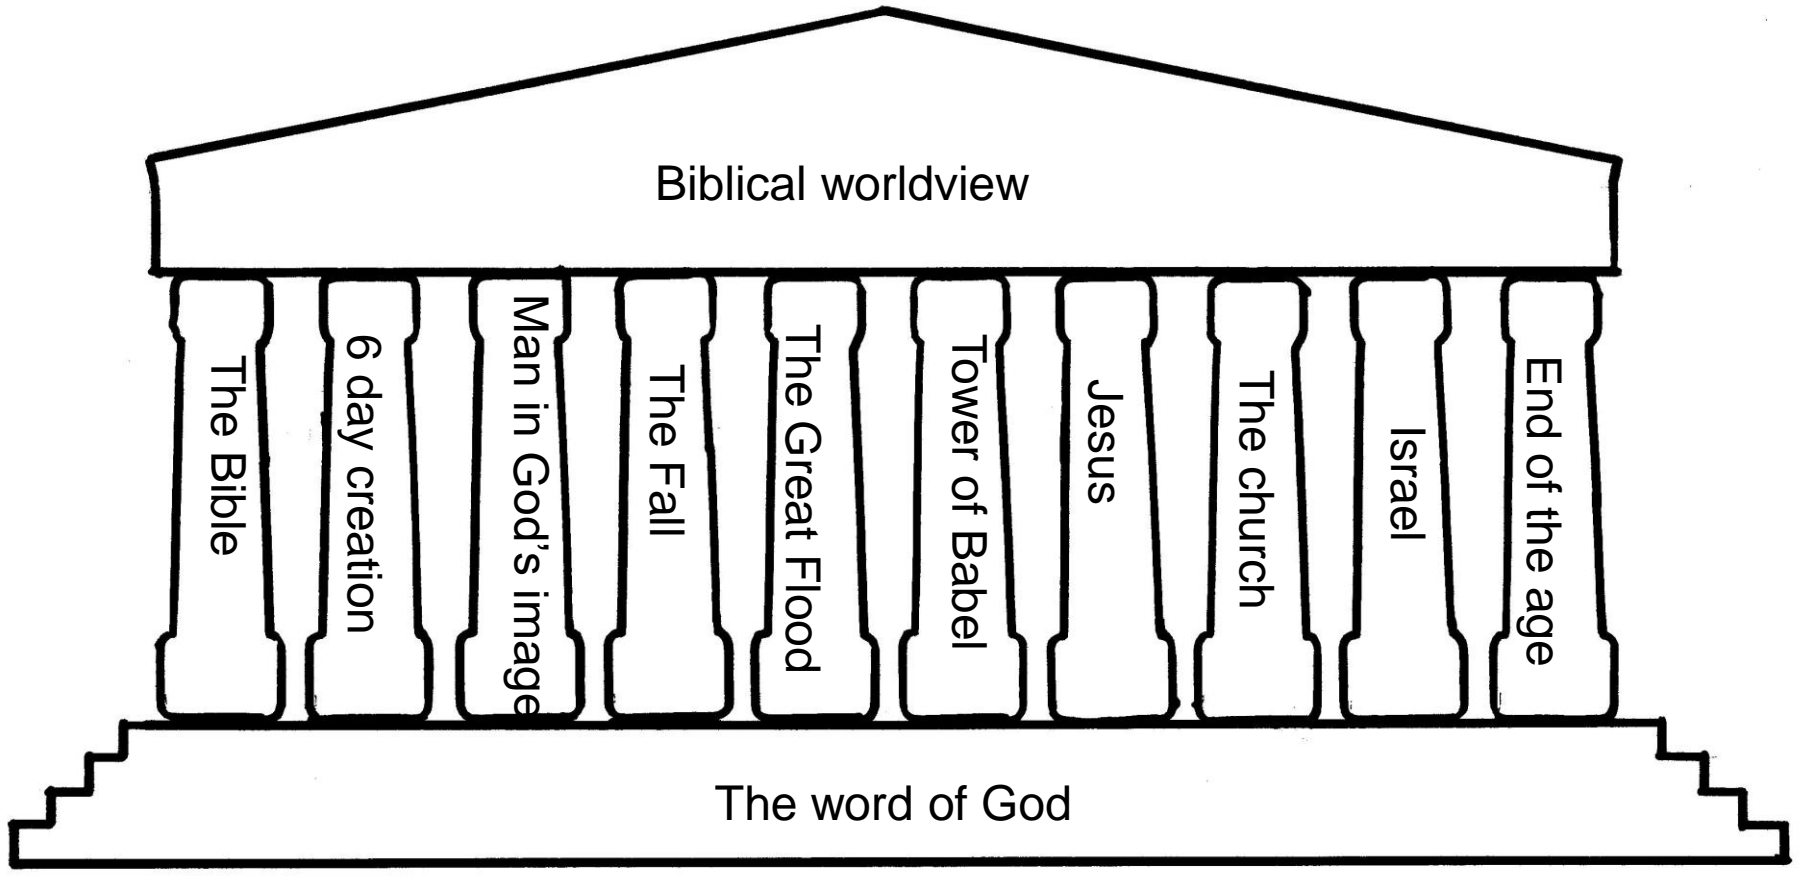 Biblical worldview
The Bible
6 day creation
Man in God’s image
The Fall
The Great Flood
Tower of Babel
Jesus
The church
Israel
End of the age
The word of God